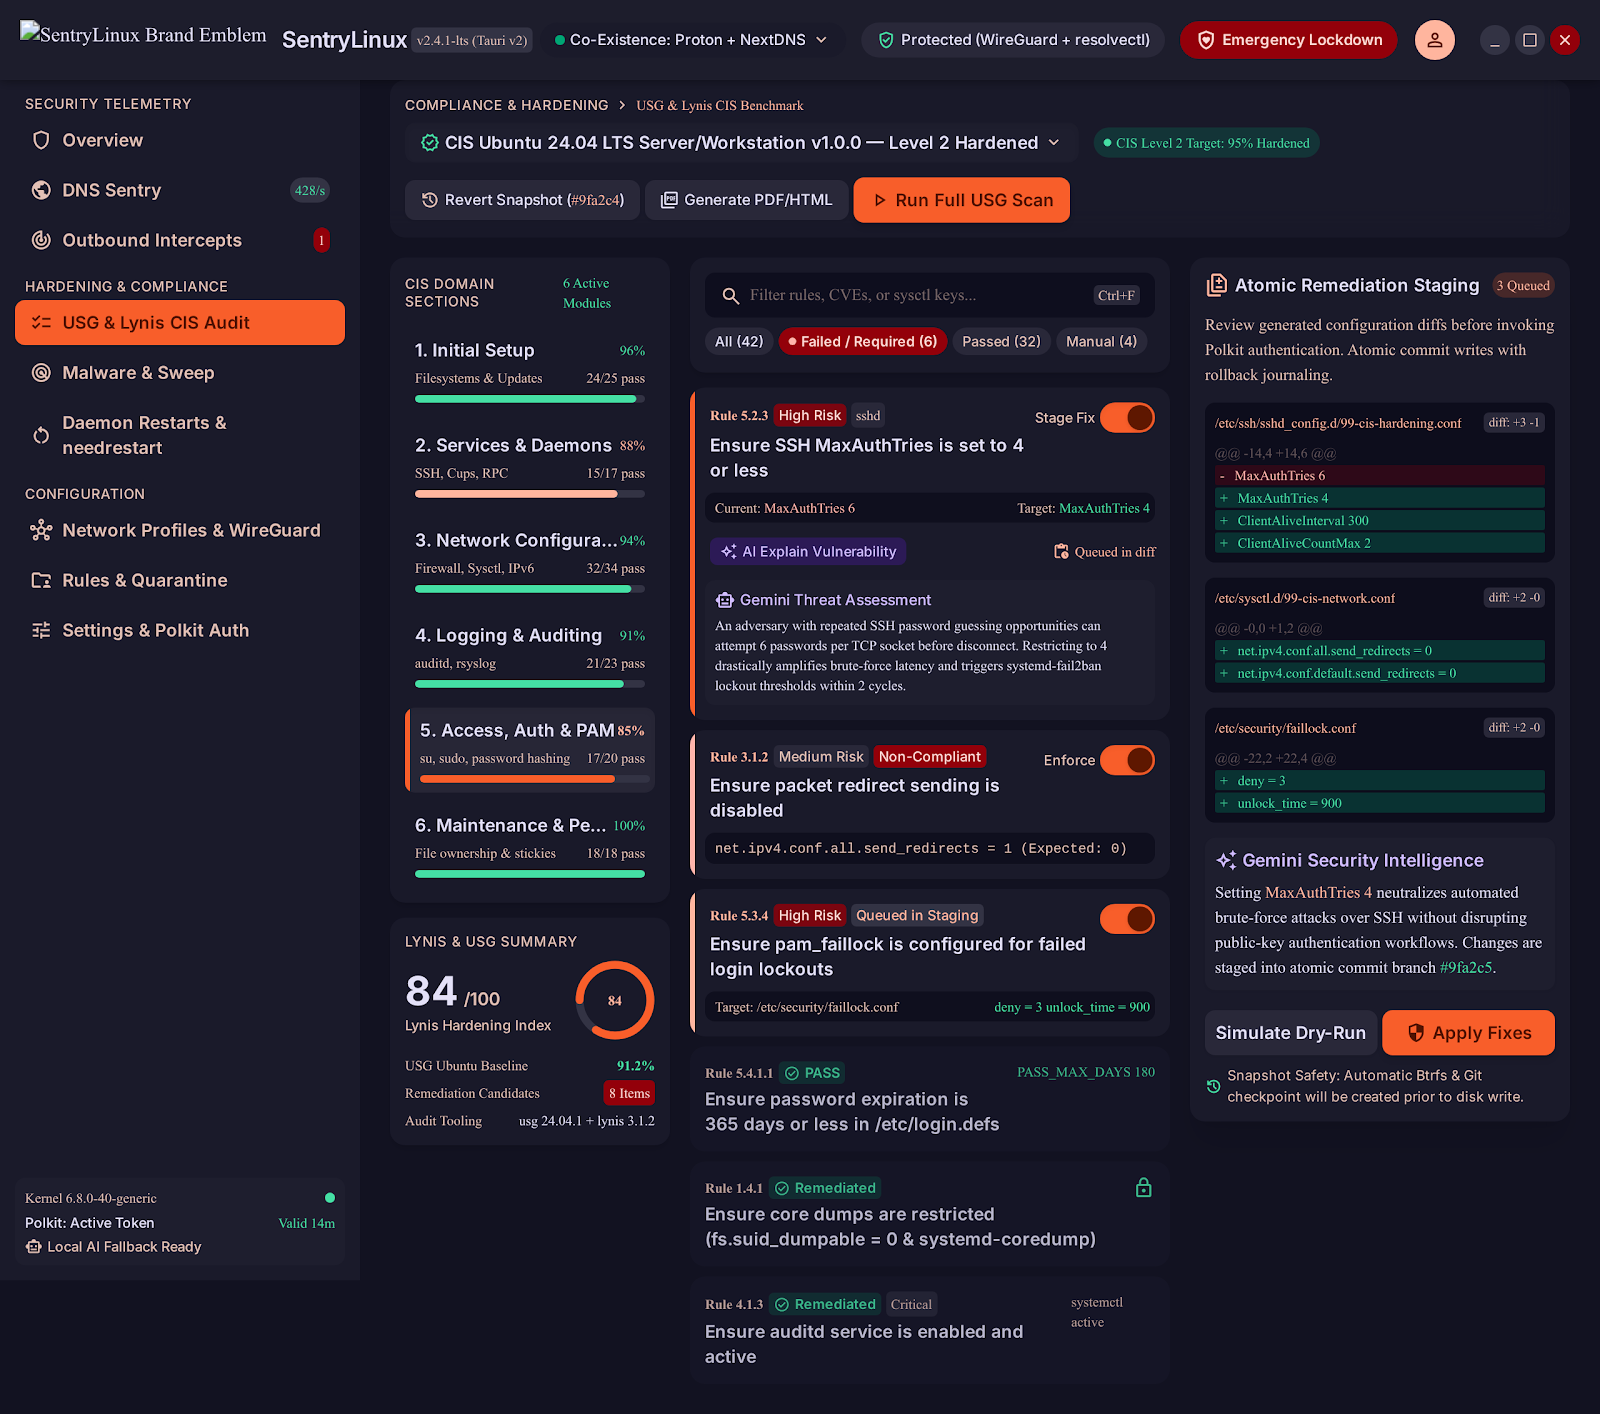 SentryLinux Brand Emblem
SentryLinux
v2.4.1-lts (Tauri v2)
Co-Existence: Proton + NextDNS
Protected (WireGuard + resolvectl)
Emergency Lockdown
SECURITY TELEMETRY
Overview
DNS Sentry
428/s
Outbound Intercepts
1
HARDENING & COMPLIANCE
USG & Lynis CIS Audit
Malware & Sweep
Daemon Restarts &
needrestart
CONFIGURATION
Network Profiles & WireGuard
Rules & Quarantine
Settings & Polkit Auth
Kernel 6.8.0-40-generic
Polkit: Active Token
Valid 14m
Local AI Fallback Ready
COMPLIANCE & HARDENING
USG & Lynis CIS Benchmark
CIS Ubuntu 24.04 LTS Server/Workstation v1.0.0 — Level 2 Hardened
CIS Level 2 Target: 95% Hardened
Revert Snapshot (#9fa2c4)
Generate PDF/HTML
Run Full USG Scan
CIS DOMAIN
SECTIONS
6 Active
Modules
1. Initial Setup
96%
Filesystems & Updates
24/25 pass
2. Services & Daemons
88%
SSH, Cups, RPC
15/17 pass
3. Network Configura...
94%
Firewall, Sysctl, IPv6
32/34 pass
4. Logging & Auditing
91%
auditd, rsyslog
21/23 pass
5. Access, Auth & PAM
85%
su, sudo, password hashing
17/20 pass
6. Maintenance & Pe...
100%
File ownership & stickies
18/18 pass
LYNIS & USG SUMMARY
84 /100
Lynis Hardening Index
84
USG Ubuntu Baseline
91.2%
Remediation Candidates
8 Items
Audit Tooling
usg 24.04.1 + lynis 3.1.2
Filter rules, CVEs, or sysctl keys...
Ctrl+F
All (42)
Failed / Required (6)
Passed (32)
Manual (4)
Rule 5.2.3
High Risk
sshd
Stage Fix
Ensure SSH MaxAuthTries is set to 4
or less
Current: MaxAuthTries 6
Target: MaxAuthTries 4
AI Explain Vulnerability
Queued in diff
Gemini Threat Assessment
An adversary with repeated SSH password guessing opportunities can
attempt 6 passwords per TCP socket before disconnect. Restricting to 4
drastically amplifies brute-force latency and triggers systemd-fail2ban
lockout thresholds within 2 cycles.
Rule 3.1.2
Medium Risk
Non-Compliant
Enforce
Ensure packet redirect sending is
disabled
net.ipv4.conf.all.send_redirects = 1 (Expected: 0)
Rule 5.3.4
High Risk
Queued in Staging
Ensure pam_faillock is configured for failed
login lockouts
Target: /etc/security/faillock.conf
deny = 3 unlock_time = 900
Rule 5.4.1.1
PASS
PASS_MAX_DAYS 180
Ensure password expiration is
365 days or less in /etc/login.defs
Rule 1.4.1
Remediated
Ensure core dumps are restricted
(fs.suid_dumpable = 0 & systemd-coredump)
Rule 4.1.3
Remediated
Critical
systemctl
active
Ensure auditd service is enabled and
active
Atomic Remediation Staging
3 Queued
Review generated configuration diffs before invoking
Polkit authentication. Atomic commit writes with
rollback journaling.
/etc/ssh/sshd_config.d/99-cis-hardening.conf
diff: +3 -1
@@ -14,4 +14,6 @@
- MaxAuthTries 6
+ MaxAuthTries 4
+ ClientAliveInterval 300
+ ClientAliveCountMax 2
/etc/sysctl.d/99-cis-network.conf
diff: +2 -0
@@ -0,0 +1,2 @@
+ net.ipv4.conf.all.send_redirects = 0
+ net.ipv4.conf.default.send_redirects = 0
/etc/security/faillock.conf
diff: +2 -0
@@ -22,2 +22,4 @@
+ deny = 3
+ unlock_time = 900
Gemini Security Intelligence
Setting MaxAuthTries 4 neutralizes automated
brute-force attacks over SSH without disrupting
public-key authentication workflows. Changes are
staged into atomic commit branch #9fa2c5.
Simulate Dry-Run
Apply Fixes
Snapshot Safety: Automatic Btrfs & Git
checkpoint will be created prior to disk write.